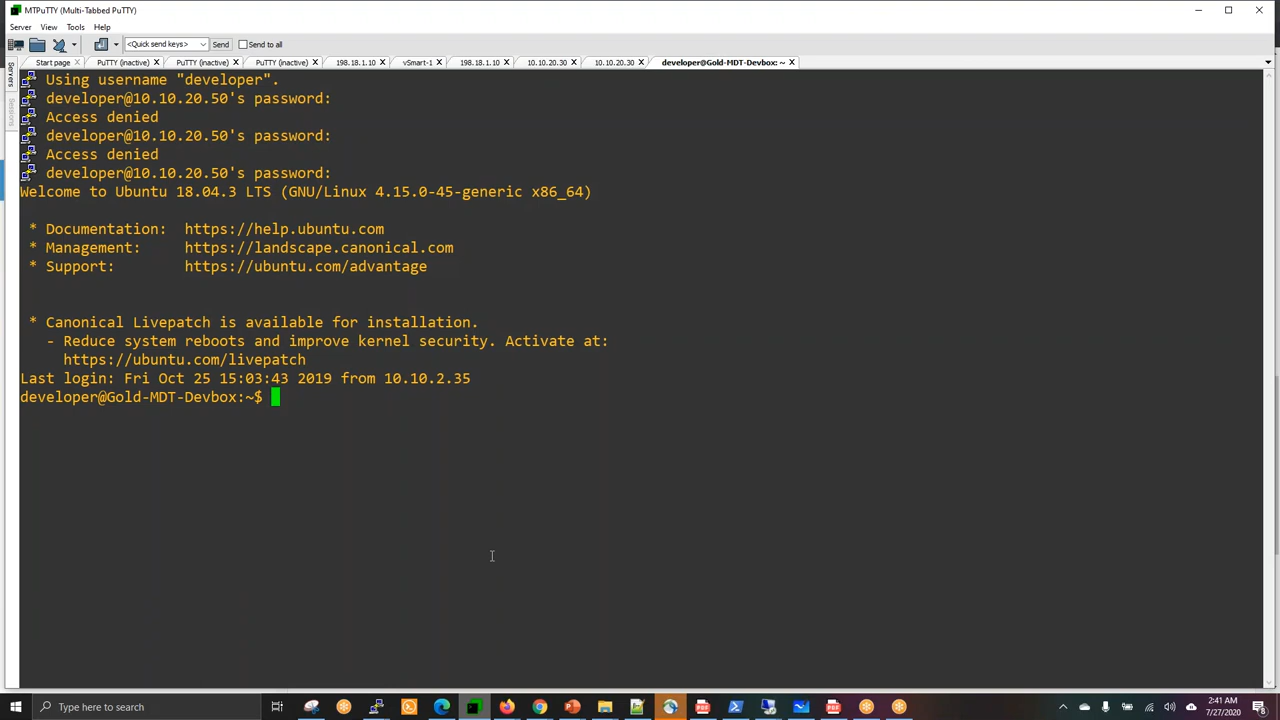 MTPuTTY (Multi-Tabbed PuTTY)
Server View Tools Help
<Quick send keys> Send Send to all
Start page PuTTY (inactive) PuTTY (inactive) PuTTY (inactive) 198.18.1.10 vSmart-1 198.18.1.10 10.10.20.30 10.10.20.30 developer@Gold-MDT-Devbox: ~
Servers
Sessions
Using username "developer".
developer@10.10.20.50's password:
Access denied
developer@10.10.20.50's password:
Access denied
developer@10.10.20.50's password:
Welcome to Ubuntu 18.04.3 LTS (GNU/Linux 4.15.0-45-generic x86_64)
* Documentation: https://help.ubuntu.com
* Management: https://landscape.canonical.com
* Support: https://ubuntu.com/advantage
* Canonical Livepatch is available for installation.
- Reduce system reboots and improve kernel security. Activate at:
https://ubuntu.com/livepatch
Last login: Fri Oct 25 15:03:43 2019 from 10.10.2.35
developer@Gold-MDT-Devbox:~$
Type here to search
2:41 AM
7/27/2020